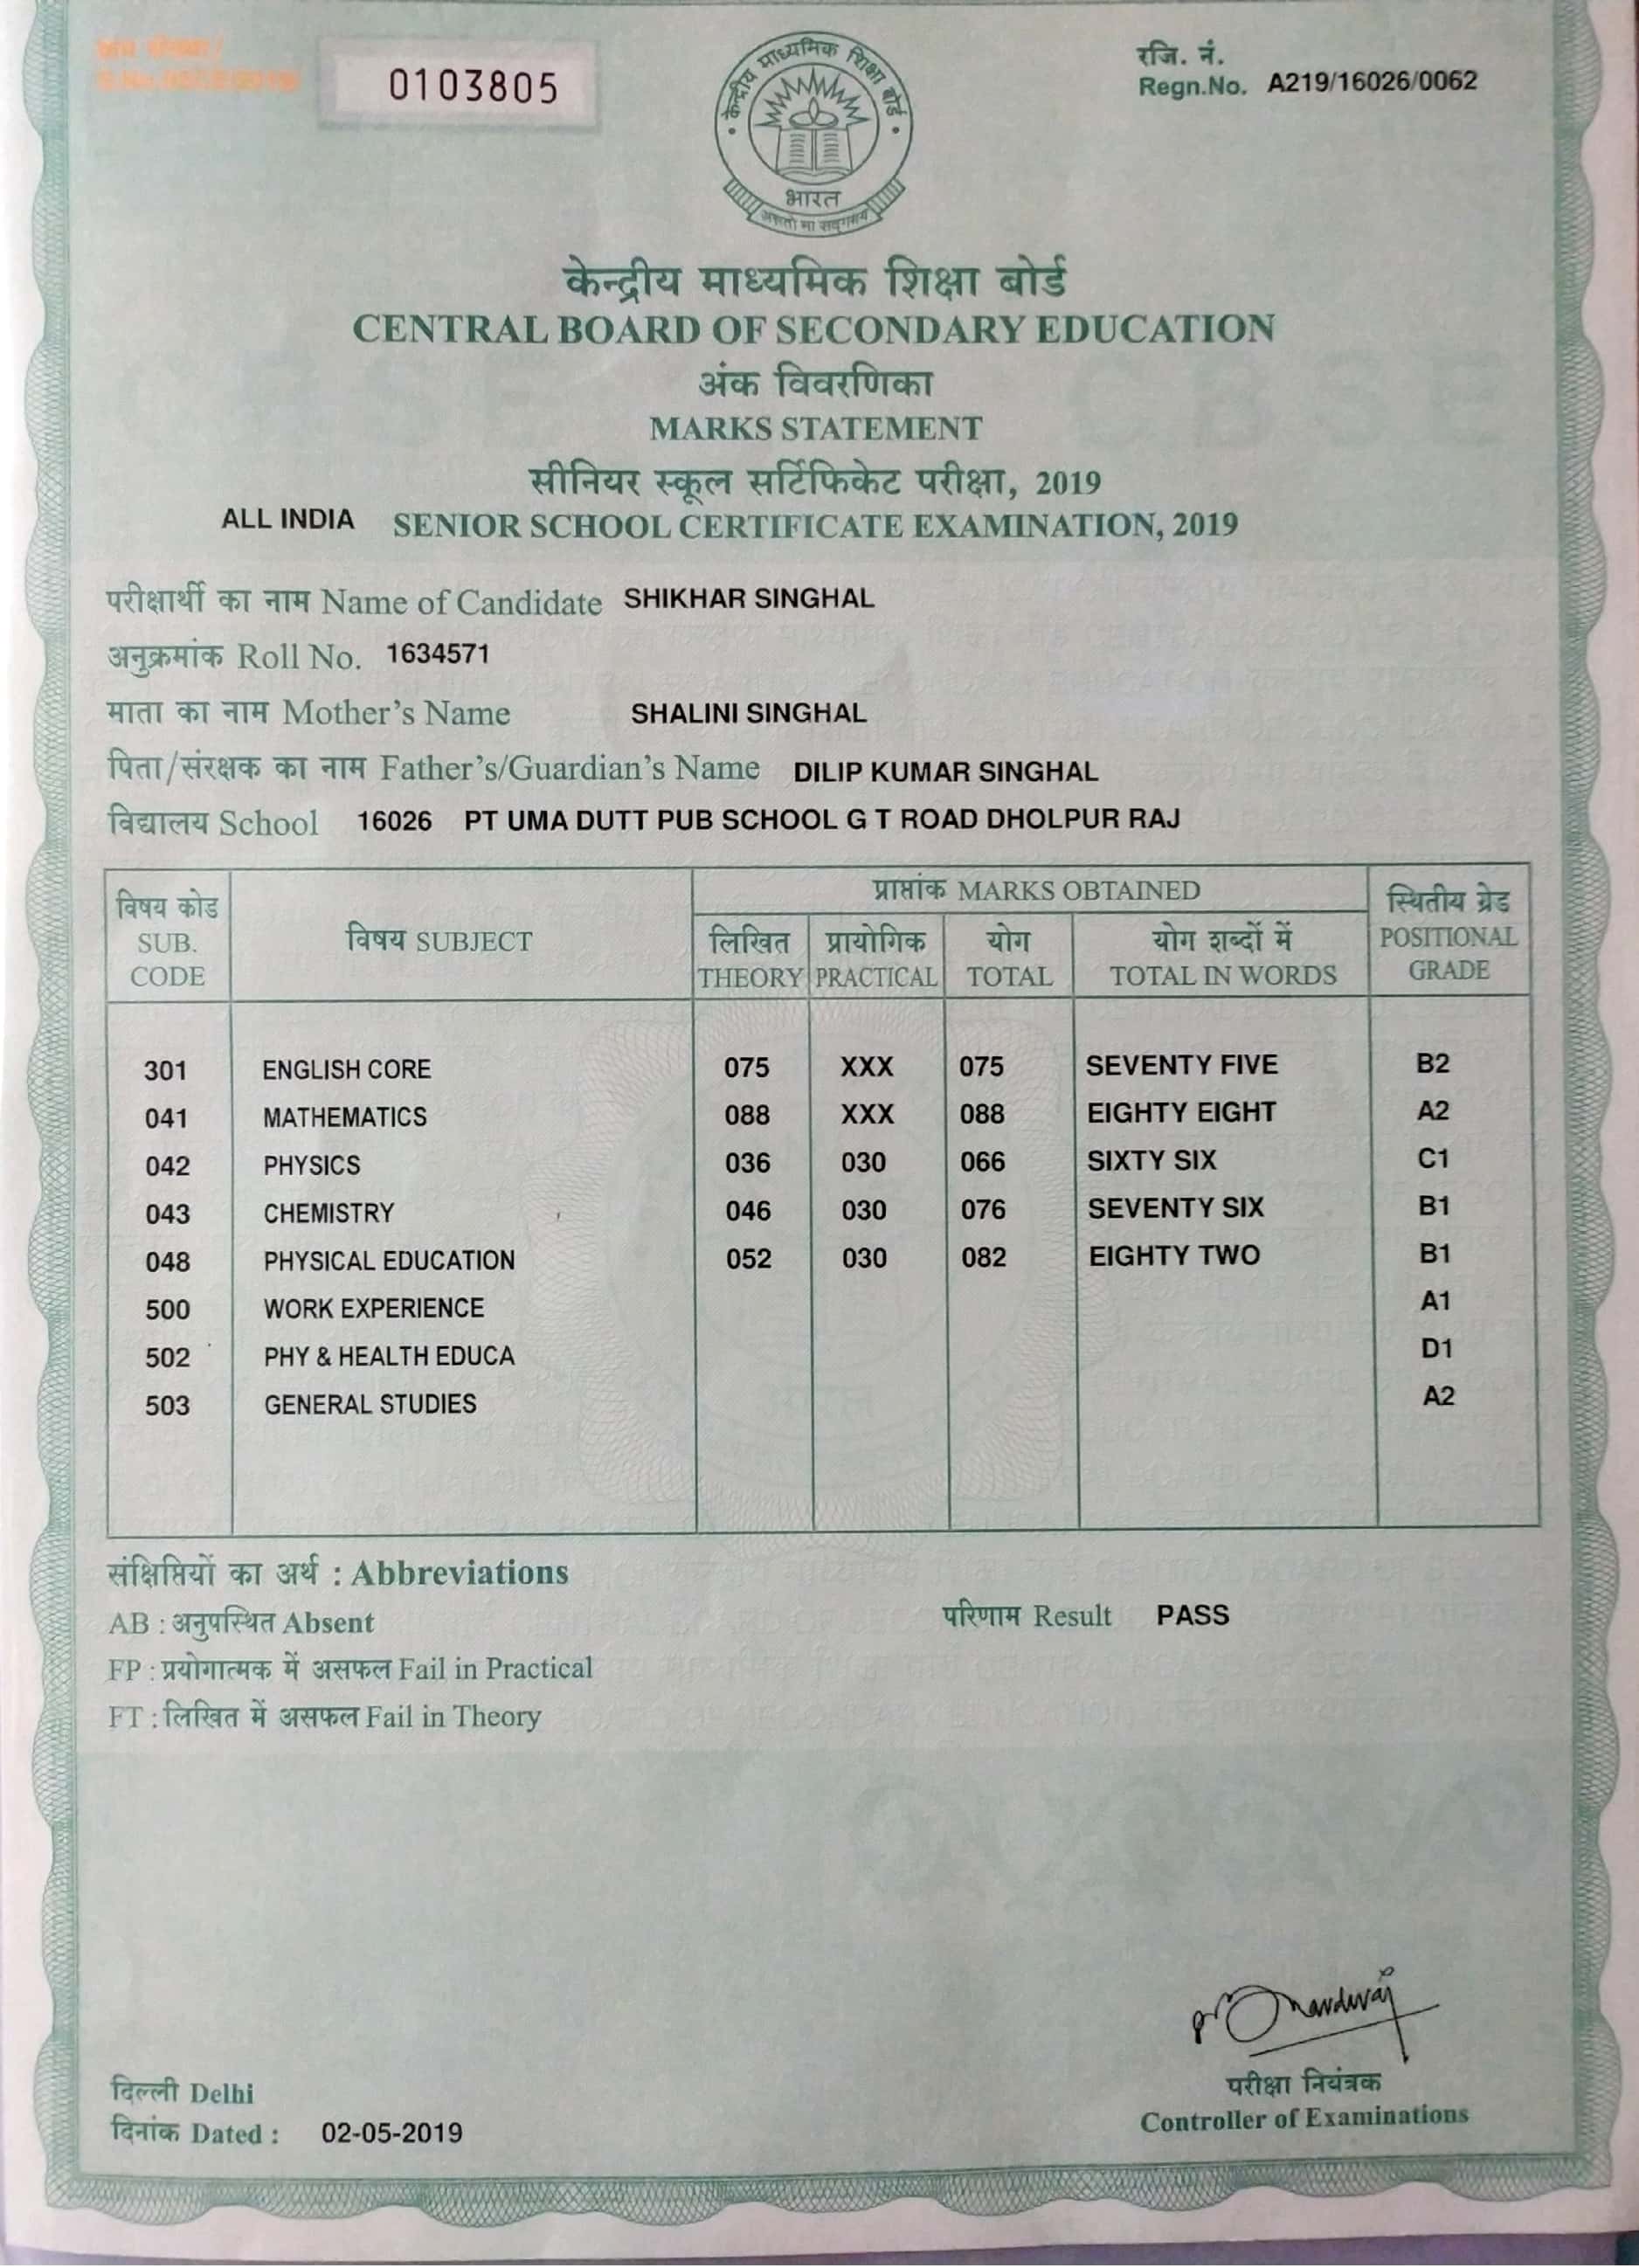 0103805
रजि. नं.
Regn.No. A219/16026/0062
केन्द्रीय माध्यमिक शिक्षा बोर्ड
भारत
असतो मा सद्गमय
केन्द्रीय माध्यमिक शिक्षा बोर्ड
CENTRAL BOARD OF SECONDARY EDUCATION
अंक विवरणिका
MARKS STATEMENT
सीनियर स्कूल सर्टिफिकेट परीक्षा, 2019
ALL INDIA SENIOR SCHOOL CERTIFICATE EXAMINATION, 2019
परीक्षार्थी का नाम Name of Candidate SHIKHAR SINGHAL
अनुक्रमांक Roll No. 1634571
माता का नाम Mother's Name SHALINI SINGHAL
पिता/संरक्षक का नाम Father's/Guardian's Name DILIP KUMAR SINGHAL
विद्यालय School 16026 PT UMA DUTT PUB SCHOOL G T ROAD DHOLPUR RAJ
विषय कोड SUB. CODE विषय SUBJECT प्राप्तांक MARKS OBTAINED स्थितीय ग्रेड POSITIONAL GRADE
लिखित THEORY प्रायोगिक PRACTICAL योग TOTAL योग शब्दों में TOTAL IN WORDS
301 ENGLISH CORE 075 XXX 075 SEVENTY FIVE B2
041 MATHEMATICS 088 XXX 088 EIGHTY EIGHT A2
042 PHYSICS 036 030 066 SIXTY SIX C1
043 CHEMISTRY 046 030 076 SEVENTY SIX B1
048 PHYSICAL EDUCATION 052 030 082 EIGHTY TWO B1
500 WORK EXPERIENCE A1
502 PHY & HEALTH EDUCA D1
503 GENERAL STUDIES A2
संक्षिप्तियों का अर्थ : Abbreviations
AB : अनुपस्थित Absent
परिणाम Result PASS
FP : प्रयोगात्मक में असफल Fail in Practical
FT : लिखित में असफल Fail in Theory
दिल्ली Delhi
दिनांक Dated : 02-05-2019
परीक्षा नियंत्रक
Controller of Examinations